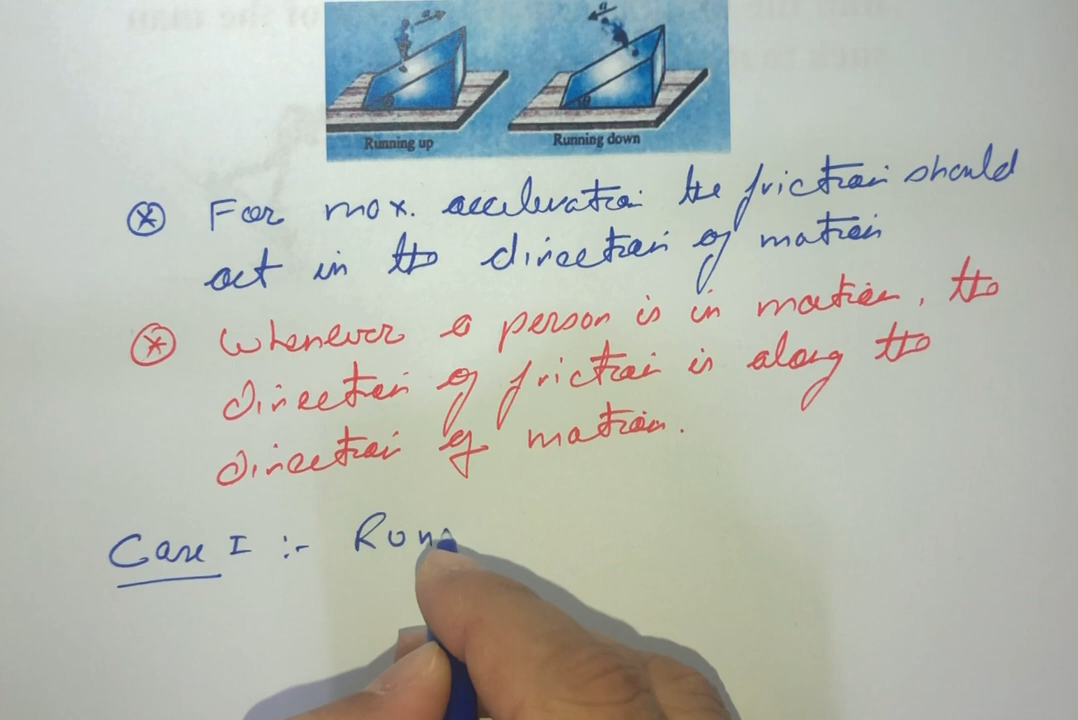 Running up
Running down
For max. acceleration the friction should
act in the direction of motion
Whenever a person is in motion, the
direction of friction is along the
direction of motion.
Case I :- Run